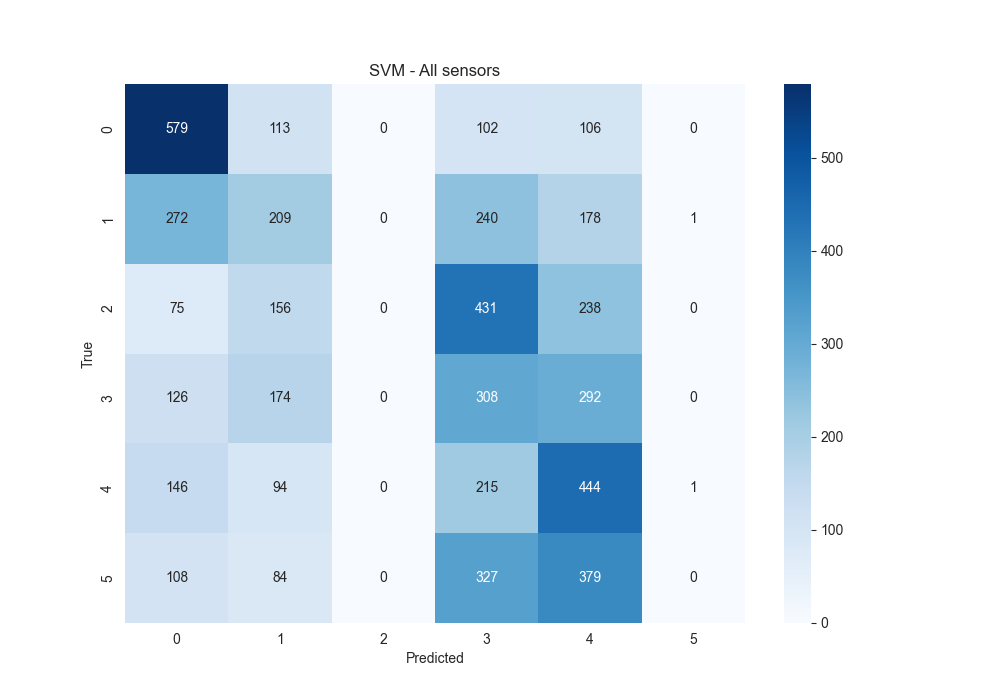 SVM - All sensors
0 579 113 0 102 106 0
1 272 209 0 240 178 1
2 75 156 0 431 238 0
3 126 174 0 308 292 0
4 146 94 0 215 444 1
5 108 84 0 327 379 0
0 1 2 3 4 5
Predicted
True
500
400
300
200
100
0